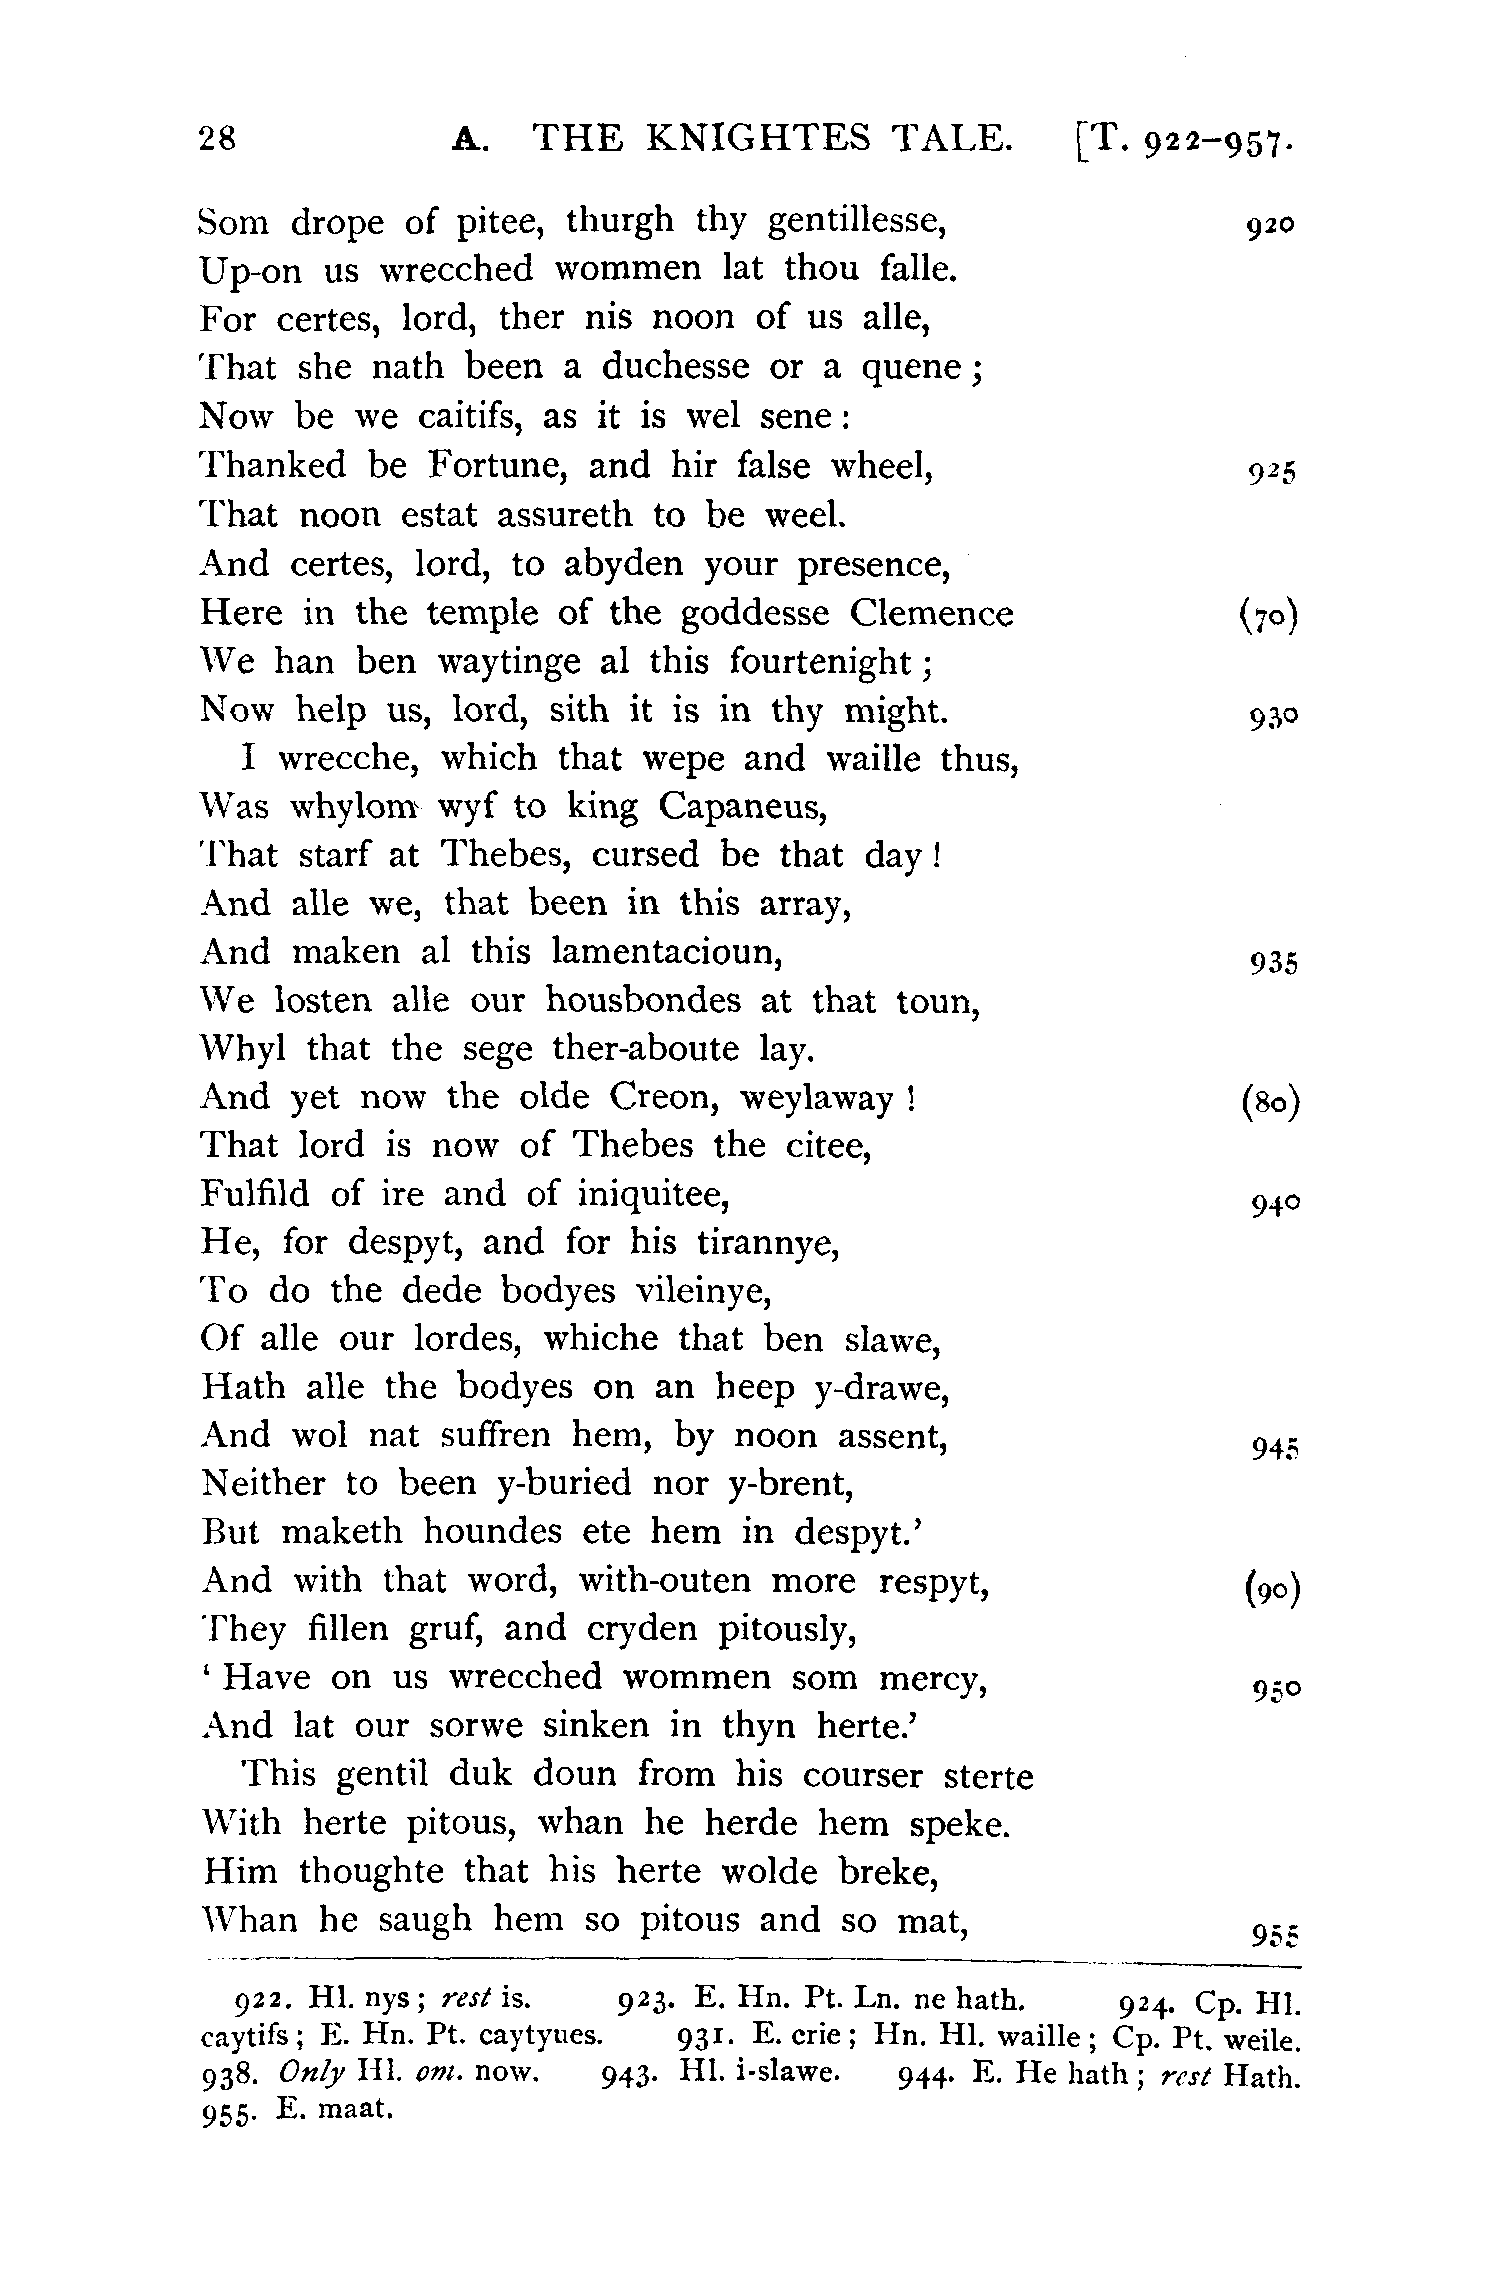 28 A. THE KNIGHTES TALE. [T. 922–957.
Som drope of pitee, thurgh thy gentillesse, 920
Up-on us wrecched wommen lat thou falle.
For certes, lord, ther nis noon of us alle,
That she nath been a duchesse or a quene ;
Now be we caitifs, as it is wel sene :
Thanked be Fortune, and hir false wheel, 925
That noon estat assureth to be weel.
And certes, lord, to abyden your presence,
Here in the temple of the goddesse Clemence (70)
We han ben waytinge al this fourtenight ;
Now help us, lord, sith it is in thy might. 930
I wrecche, which that wepe and waille thus,
Was whylom wyf to king Capaneus,
That starf at Thebes, cursed be that day !
And alle we, that been in this array,
And maken al this lamentacioun, 935
We losten alle our housbondes at that toun,
Whyl that the sege ther-aboute lay.
And yet now the olde Creon, weylaway ! (80)
That lord is now of Thebes the citee,
Fulfild of ire and of iniquitee, 940
He, for despyt, and for his tirannye,
To do the dede bodyes vileinye,
Of alle our lordes, whiche that ben slawe,
Hath alle the bodyes on an heep y-drawe,
And wol nat suffren hem, by noon assent, 945
Neither to been y-buried nor y-brent,
But maketh houndes ete hem in despyt.’
And with that word, with-outen more respyt, (90)
They fillen gruf, and cryden pitously,
‘ Have on us wrecched wommen som mercy, 950
And lat our sorwe sinken in thyn herte.’
This gentil duk doun from his courser sterte
With herte pitous, whan he herde hem speke.
Him thoughte that his herte wolde breke,
Whan he saugh hem so pitous and so mat, 955
922. Hl. nys ; rest is. 923. E. Hn. Pt. Ln. ne hath. 924. Cp. Hl.
caytifs ; E. Hn. Pt. caytyues. 931. E. crie ; Hn. Hl. waille ; Cp. Pt. weile.
938. Only Hl. om. now. 943. Hl. i-slawe. 944. E. He hath ; rest Hath.
955. E. maat.